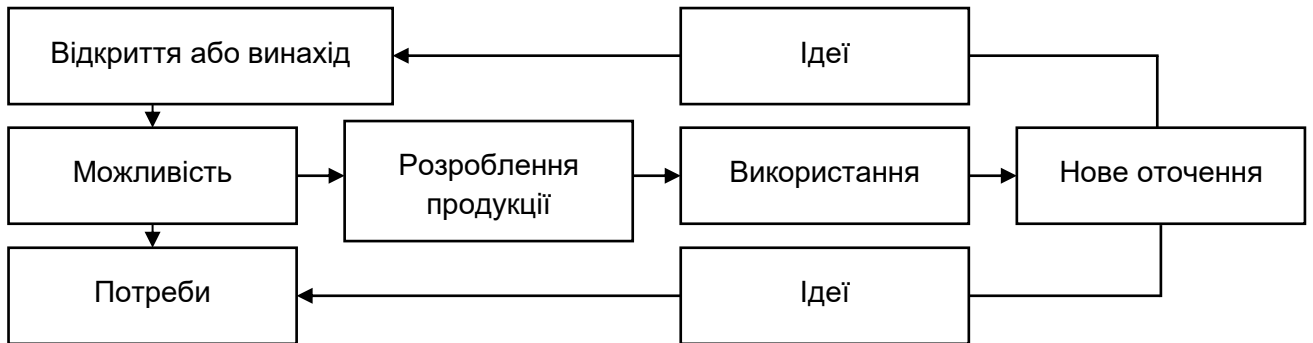 Відкриття або винахід
Ідеї
Можливість
Розроблення
продукції
Використання
Нове оточення
Потреби
Ідеї